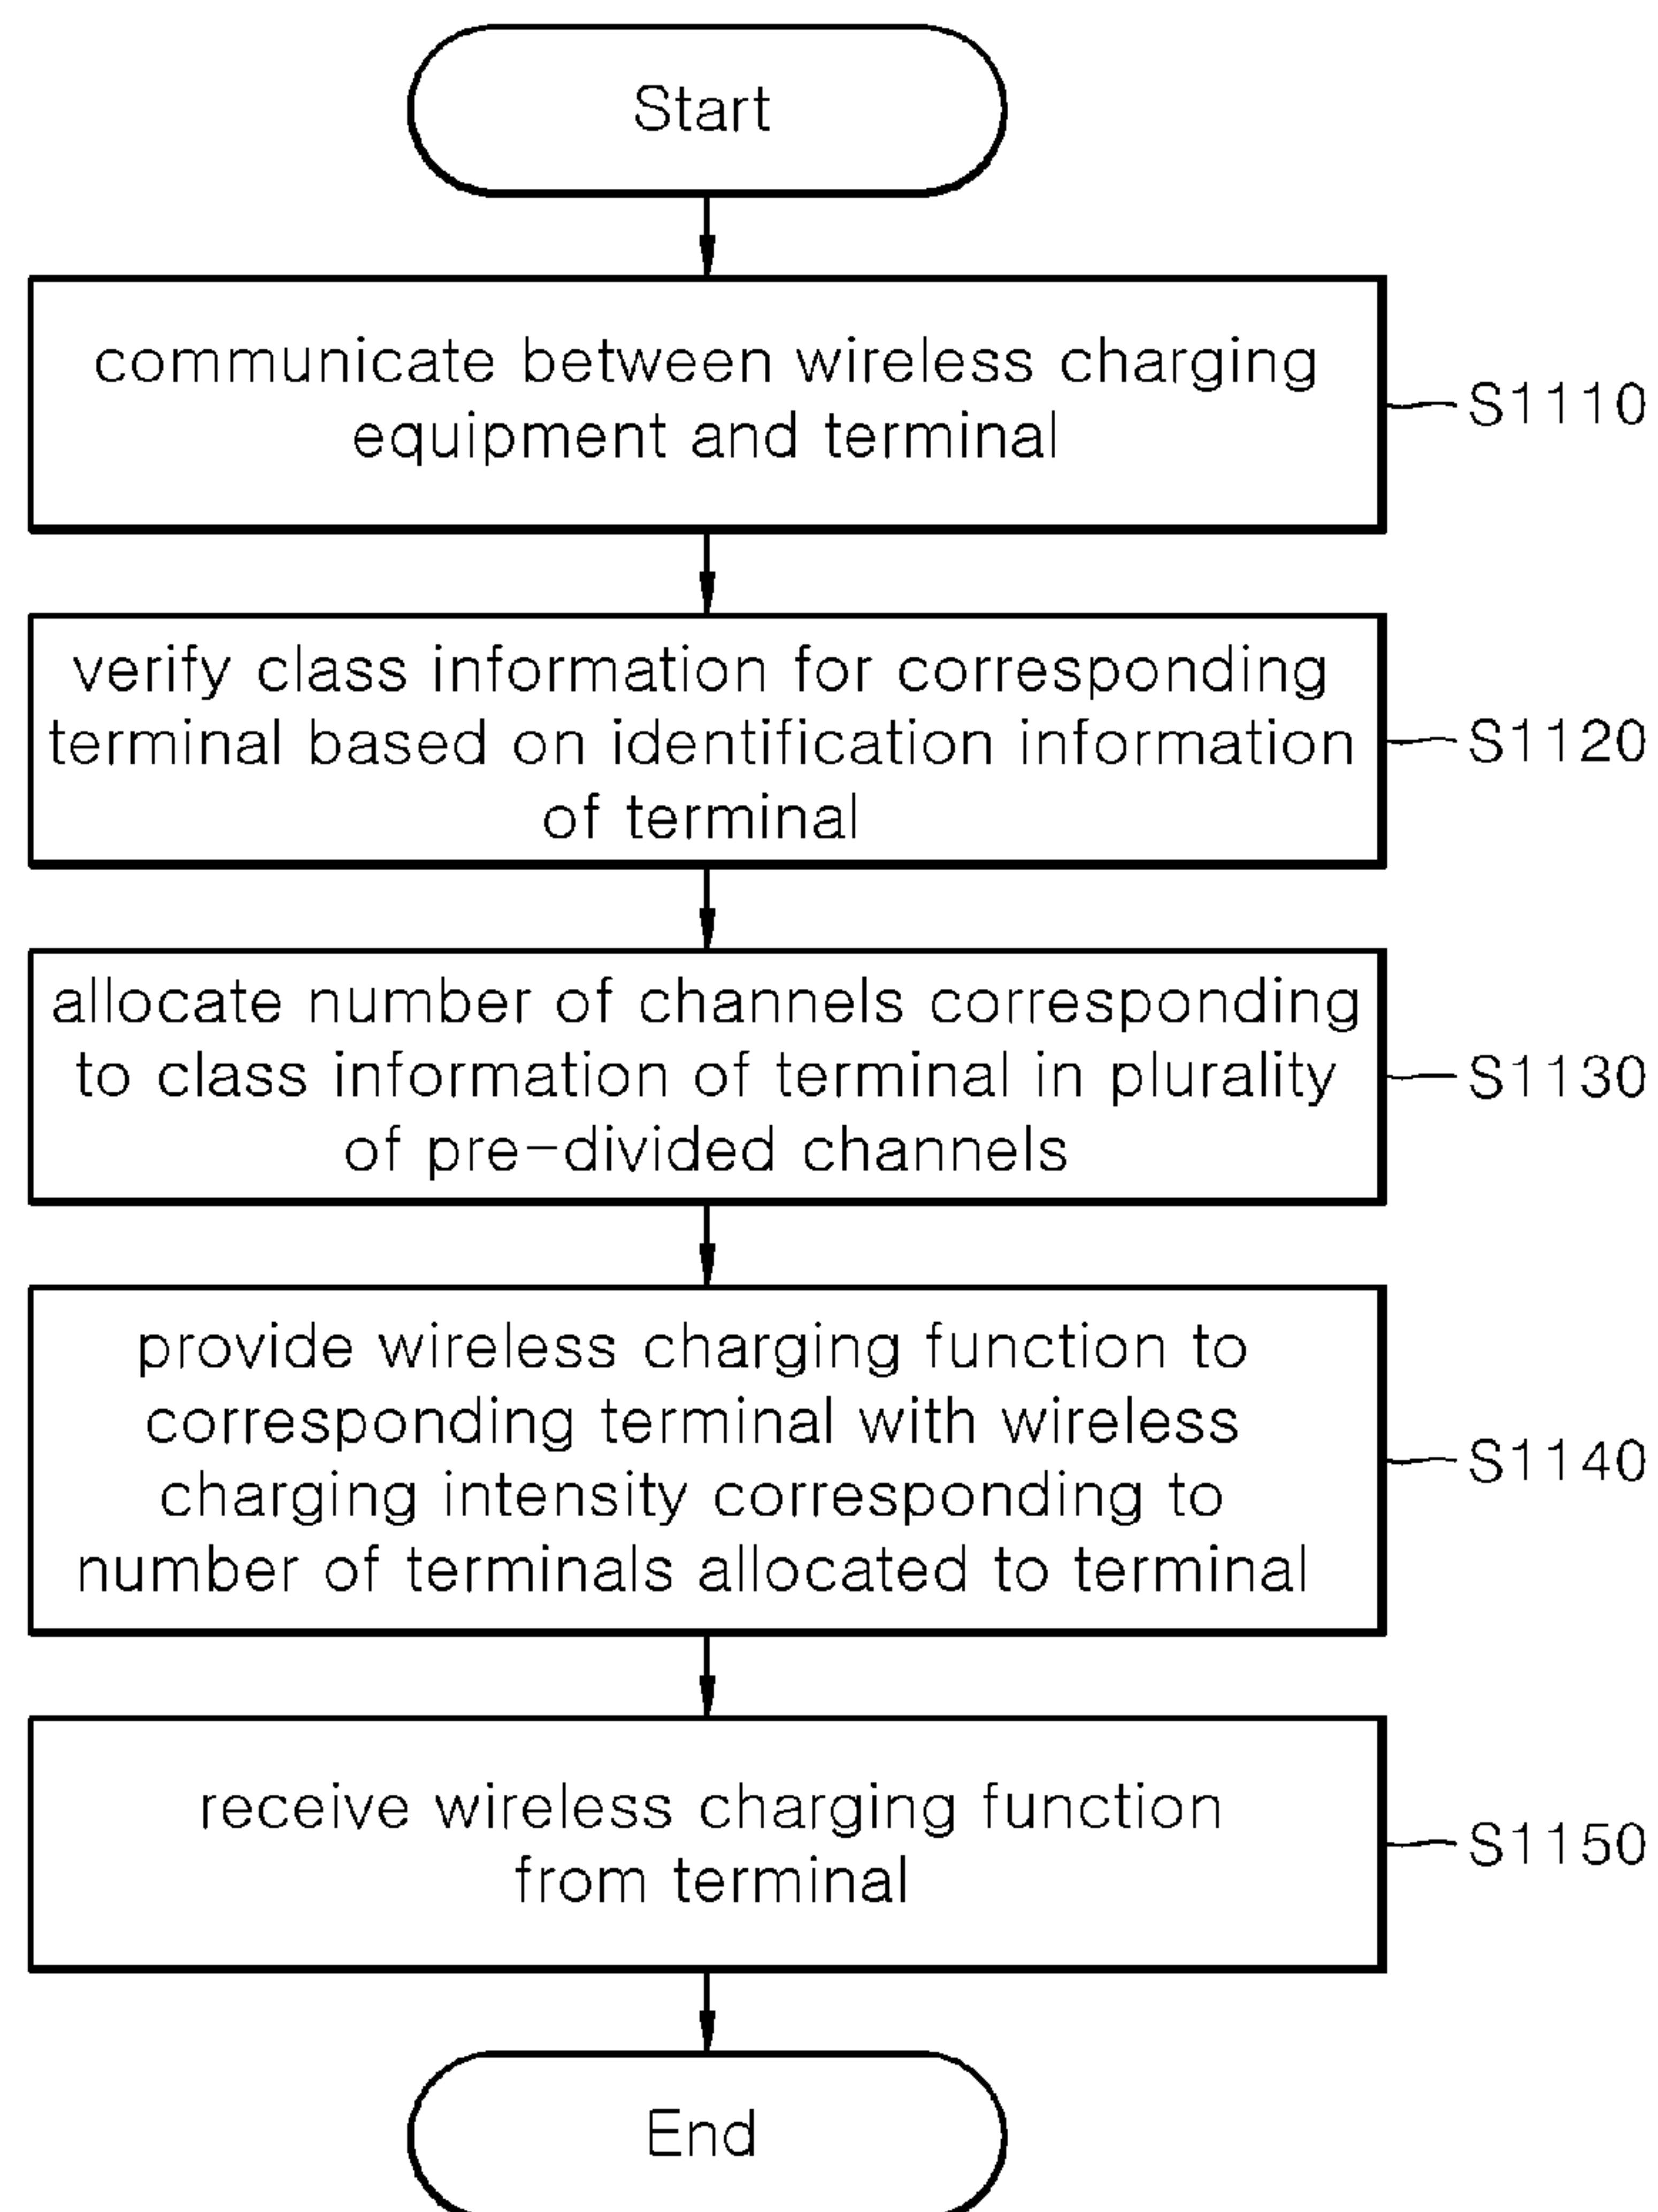 Start
communicate between wireless charging
equipment and terminal
S1110
verify class information for corresponding
terminal based on identification information
of terminal
S1120
allocate number of channels corresponding
to class information of terminal in plurality
of pre-divided channels
S1130
provide wireless charging function to
corresponding terminal with wireless
charging intensity corresponding to
number of terminals allocated to terminal
S1140
receive wireless charging function
from terminal
S1150
End